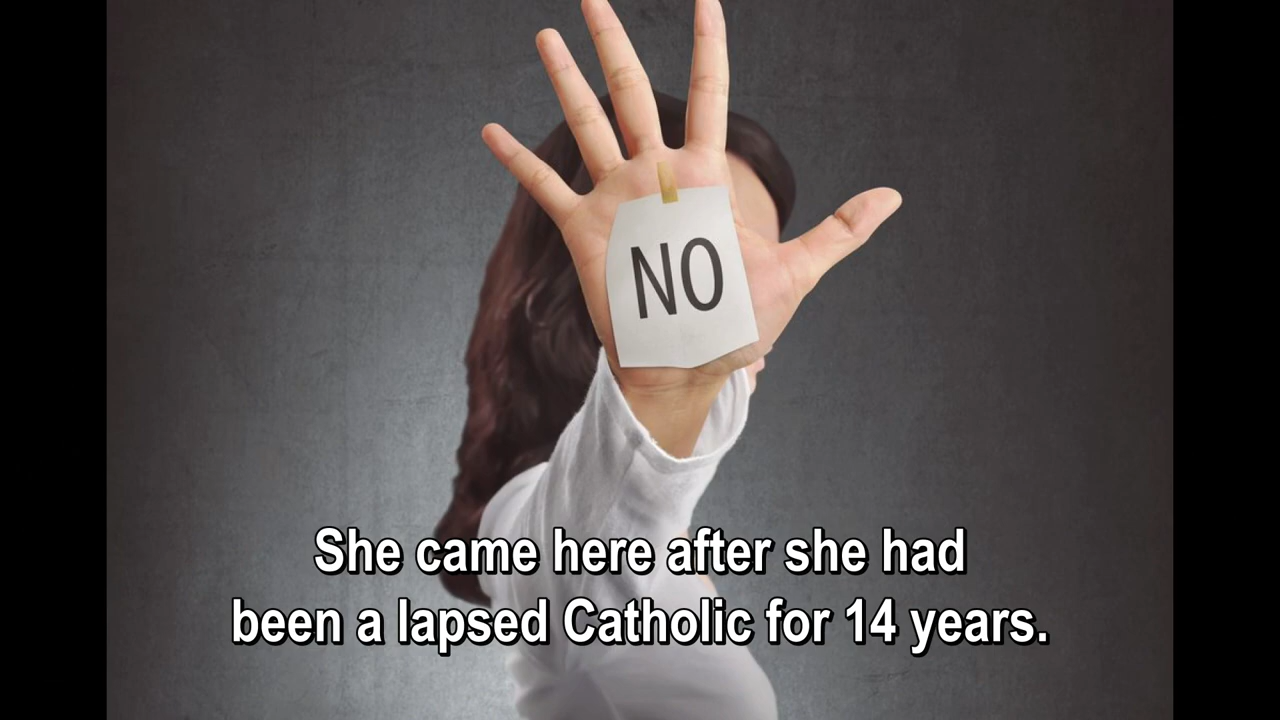 NO
She came here after she had
been a lapsed Catholic for 14 years.